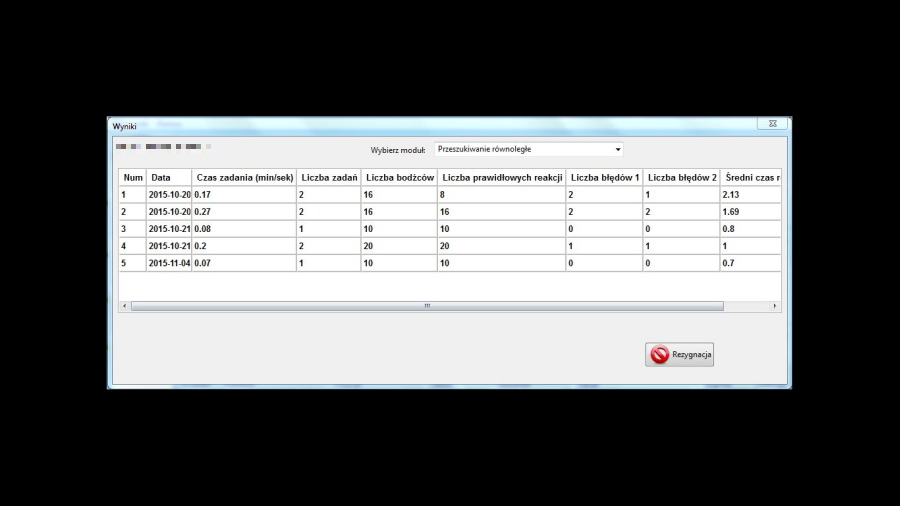 Wyniki
Wybierz moduł: Przeszukiwanie równoległe
Num Data Czas zadania (min/sek) Liczba zadań Liczba bodźców Liczba prawidłowych reakcji Liczba błędów 1 Liczba błędów 2 Średni czas r
1 2015-10-20 0.17 2 16 8 2 1 2.13
2 2015-10-20 0.27 2 16 16 2 2 1.69
3 2015-10-21 0.08 1 10 10 0 0 0.8
4 2015-10-21 0.2 2 20 20 1 1 1
5 2015-11-04 0.07 1 10 10 0 0 0.7
Rezygnacja